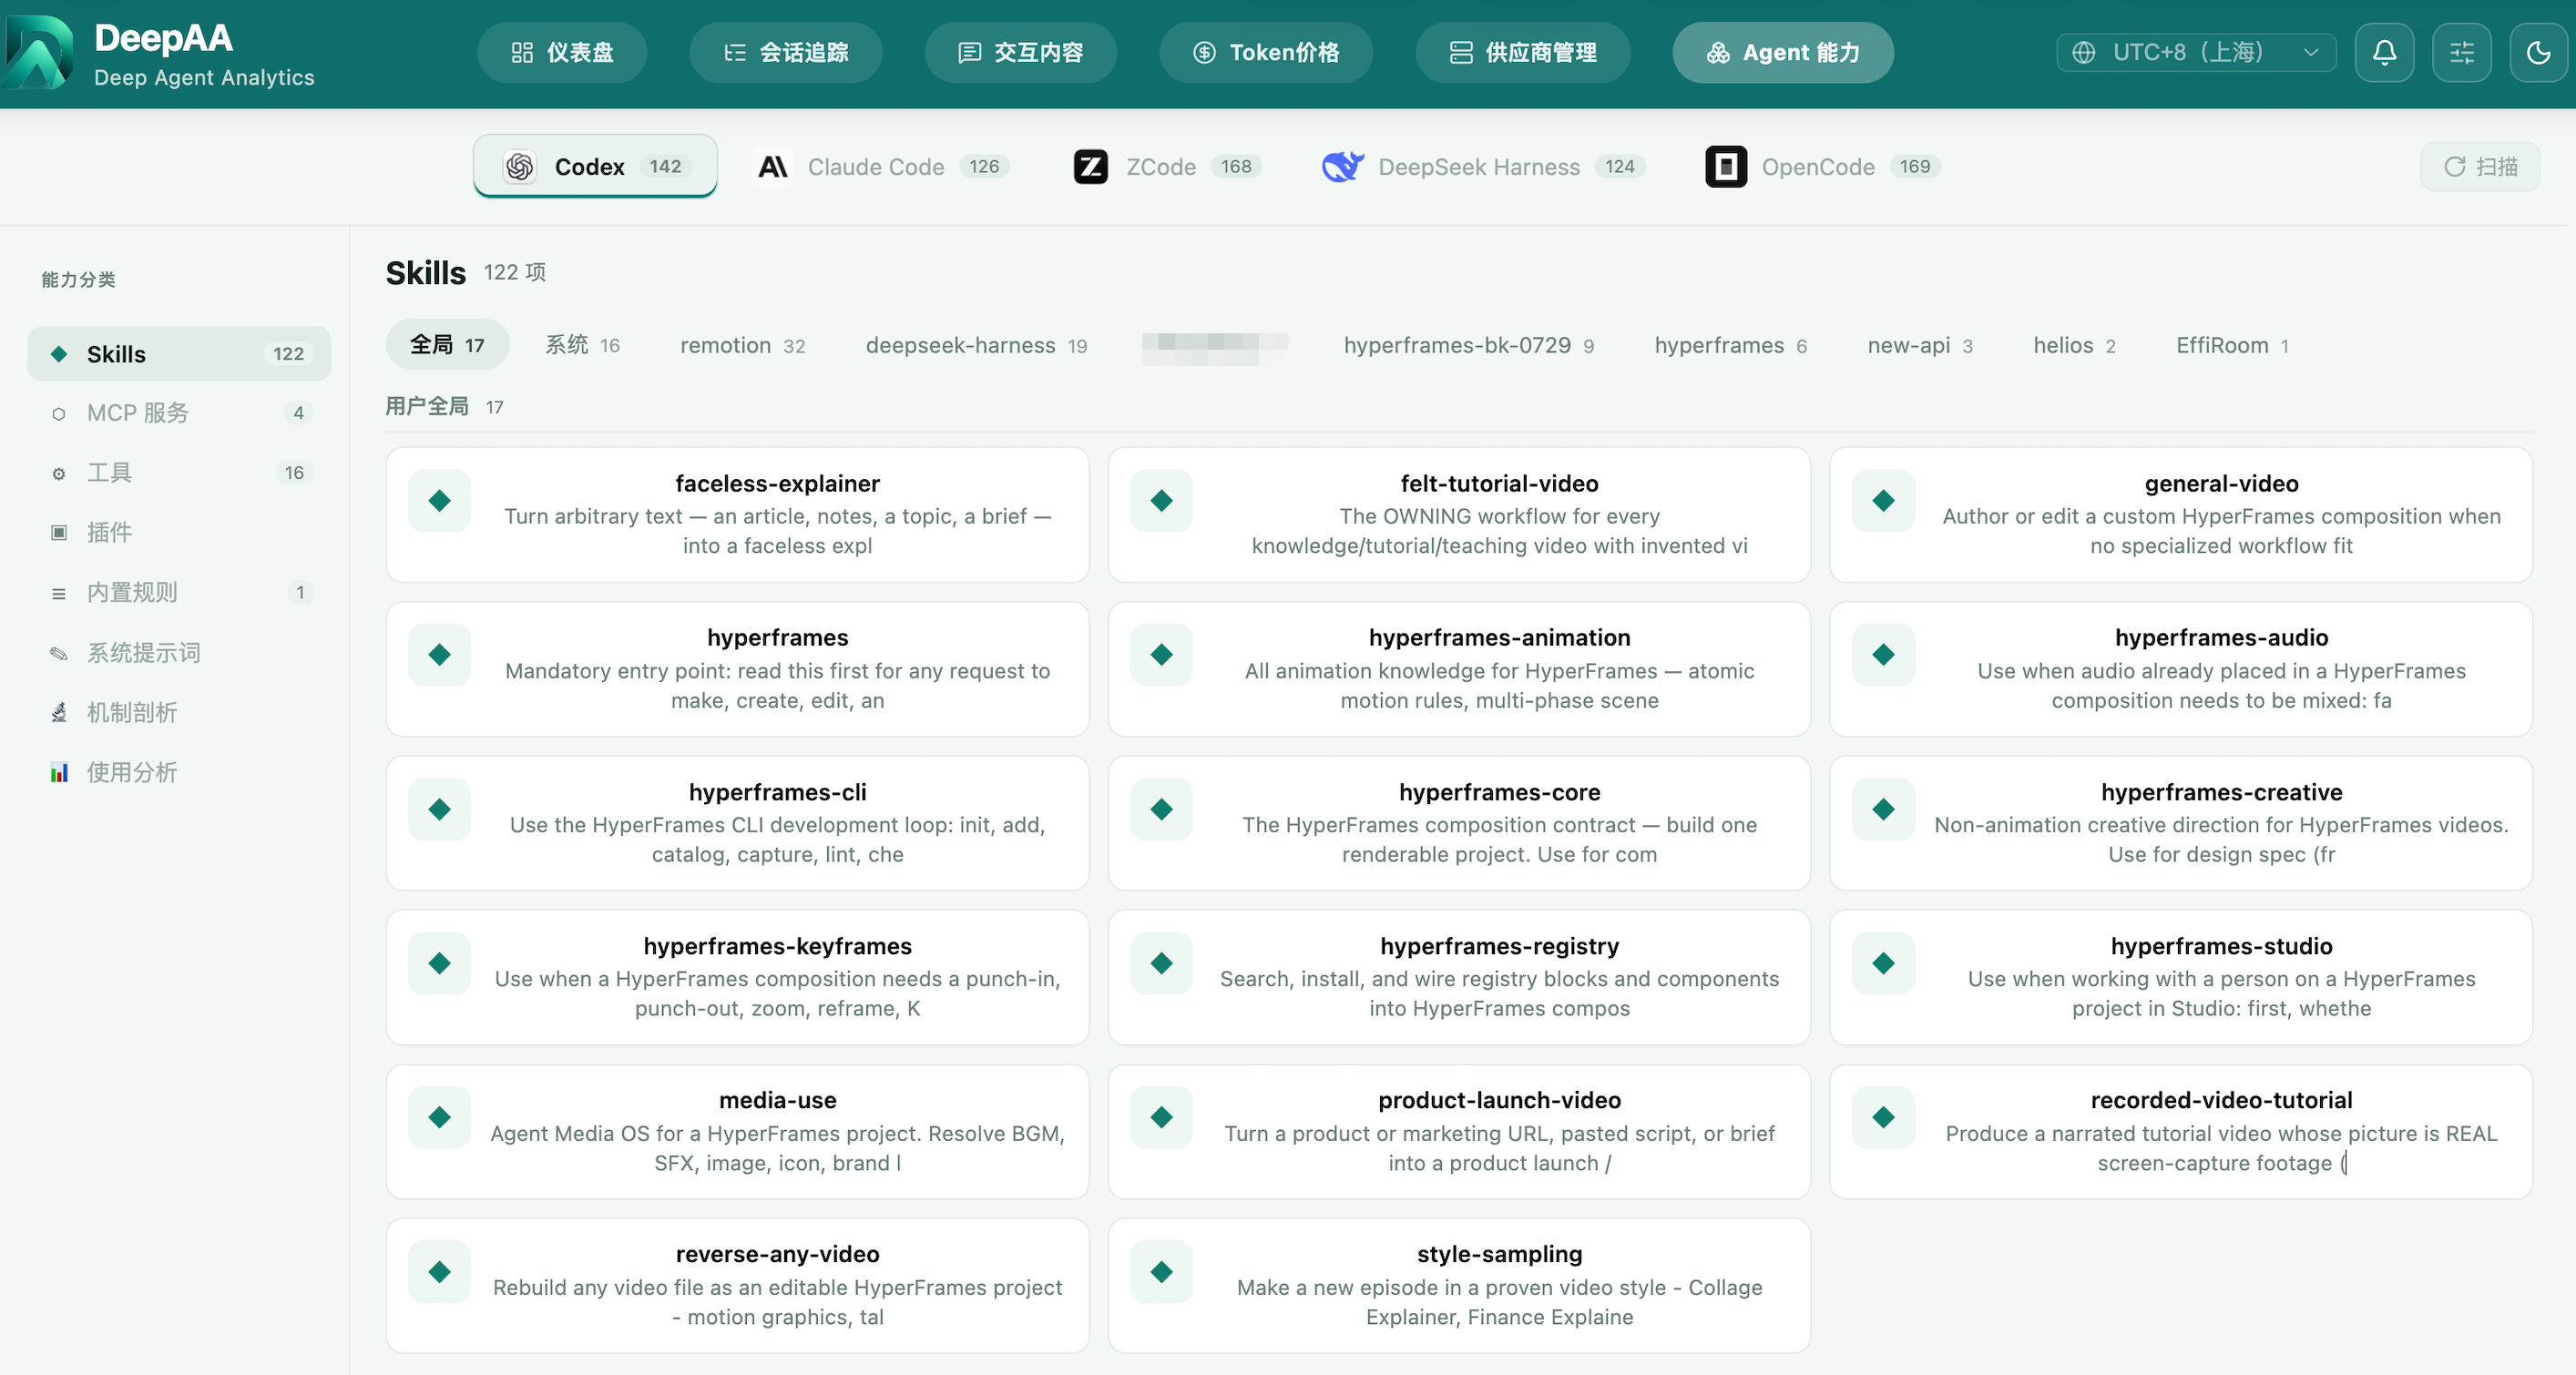 DeepAA
Deep Agent Analytics
仪表盘
会话追踪
交互内容
Token价格
供应商管理
Agent 能力
UTC+8（上海）
Codex 142
Claude Code 126
ZCode 168
DeepSeek Harness 124
OpenCode 169
扫描
能力分类
Skills 122
MCP 服务 4
工具 16
插件
内置规则 1
系统提示词
机制剖析
使用分析
Skills 122 项
全局 17
系统 16
remotion 32
deepseek-harness 19
hyperframes-bk-0729 9
hyperframes 6
new-api 3
helios 2
EffiRoom 1
用户全局 17
faceless-explainer
Turn arbitrary text — an article, notes, a topic, a brief —
into a faceless expl
felt-tutorial-video
The OWNING workflow for every
knowledge/tutorial/teaching video with invented vi
general-video
Author or edit a custom HyperFrames composition when
no specialized workflow fit
hyperframes
Mandatory entry point: read this first for any request to
make, create, edit, an
hyperframes-animation
All animation knowledge for HyperFrames — atomic
motion rules, multi-phase scene
hyperframes-audio
Use when audio already placed in a HyperFrames
composition needs to be mixed: fa
hyperframes-cli
Use the HyperFrames CLI development loop: init, add,
catalog, capture, lint, che
hyperframes-core
The HyperFrames composition contract — build one
renderable project. Use for com
hyperframes-creative
Non-animation creative direction for HyperFrames videos.
Use for design spec (fr
hyperframes-keyframes
Use when a HyperFrames composition needs a punch-in,
punch-out, zoom, reframe, K
hyperframes-registry
Search, install, and wire registry blocks and components
into HyperFrames compos
hyperframes-studio
Use when working with a person on a HyperFrames
project in Studio: first, whethe
media-use
Agent Media OS for a HyperFrames project. Resolve BGM,
SFX, image, icon, brand l
product-launch-video
Turn a product or marketing URL, pasted script, or brief
into a product launch /
recorded-video-tutorial
Produce a narrated tutorial video whose picture is REAL
screen-capture footage (
reverse-any-video
Rebuild any video file as an editable HyperFrames project
- motion graphics, tal
style-sampling
Make a new episode in a proven video style - Collage
Explainer, Finance Explaine